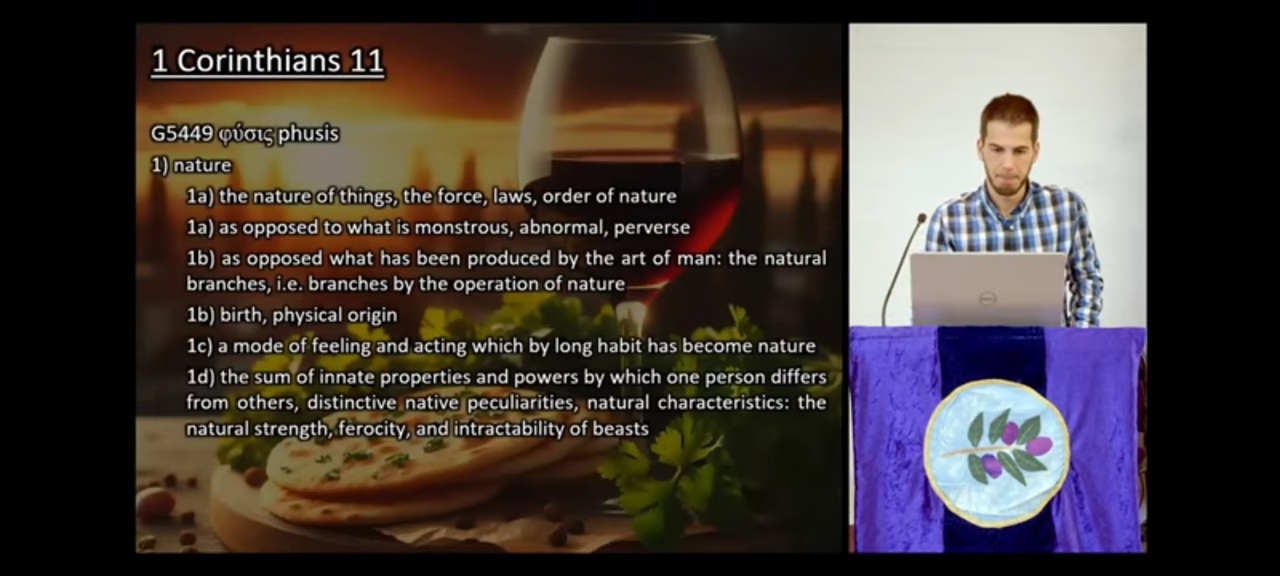 1 Corinthians 11
G5449 φύσις phusis
1) nature
1a) the nature of things, the force, laws, order of nature
1a) as opposed to what is monstrous, abnormal, perverse
1b) as opposed what has been produced by the art of man: the natural
branches, i.e. branches by the operation of nature
1b) birth, physical origin
1c) a mode of feeling and acting which by long habit has become nature
1d) the sum of innate properties and powers by which one person differs
from others, distinctive native peculiarities, natural characteristics: the
natural strength, ferocity, and intractability of beasts
DELL